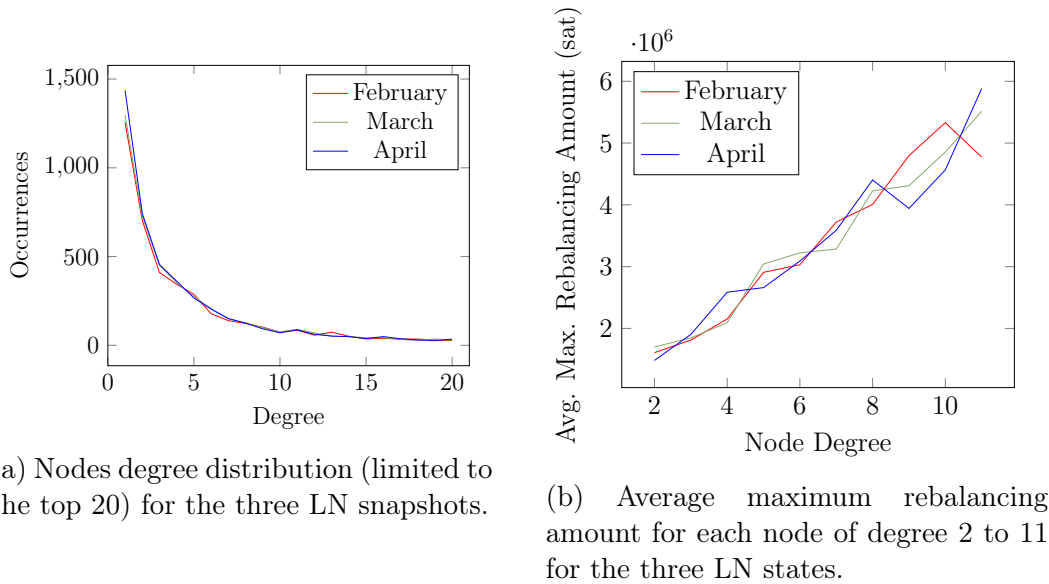 1,500
1,000
500
0
0
5
10
15
20
Occurrences
Degree
February
March
April
a) Nodes degree distribution (limited to
he top 20) for the three LN snapshots.
·10⁶
6
5
4
3
2
2
4
6
8
10
Avg. Max. Rebalancing Amount (sat)
Node Degree
February
March
April
(b) Average maximum rebalancing
amount for each node of degree 2 to 11
for the three LN states.